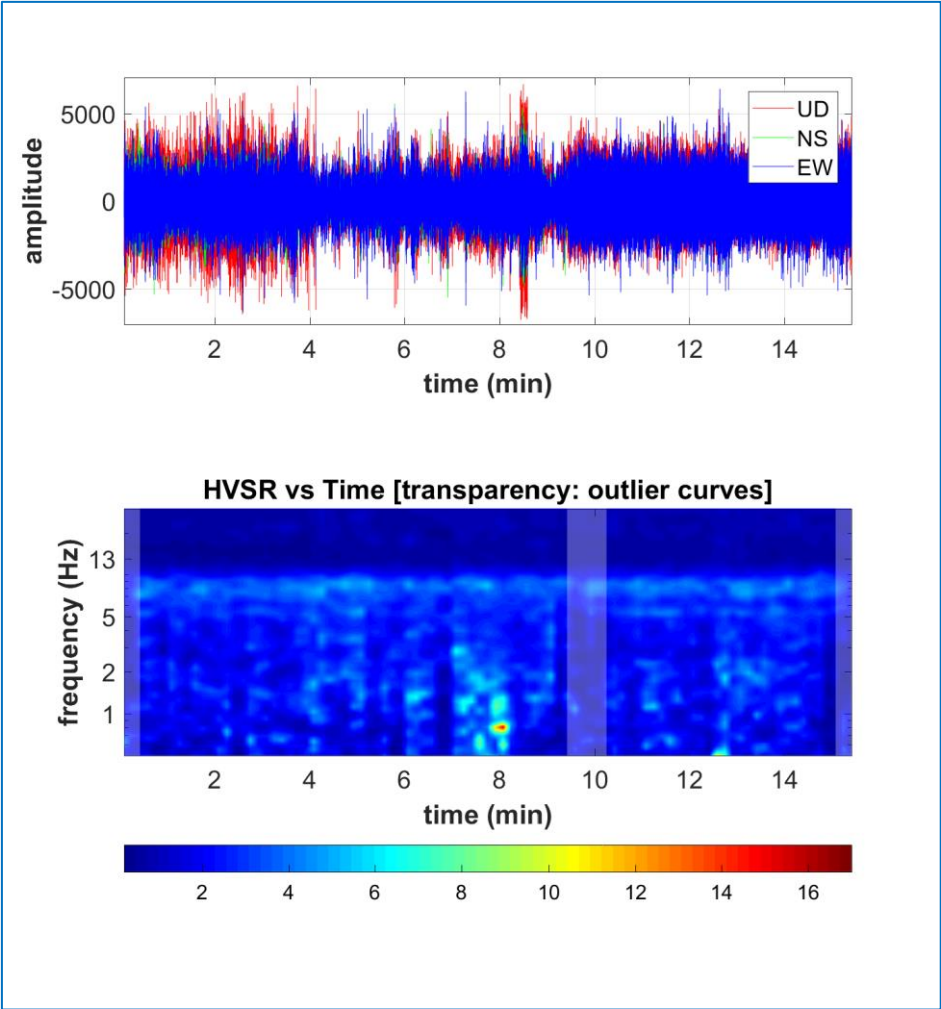 5000
0
-5000
amplitude
UD
NS
EW
2 4 6 8 10 12 14
time (min)
HVSR vs Time [transparency: outlier curves]
13
5
2
1
frequency (Hz)
2 4 6 8 10 12 14
time (min)
2 4 6 8 10 12 14 16